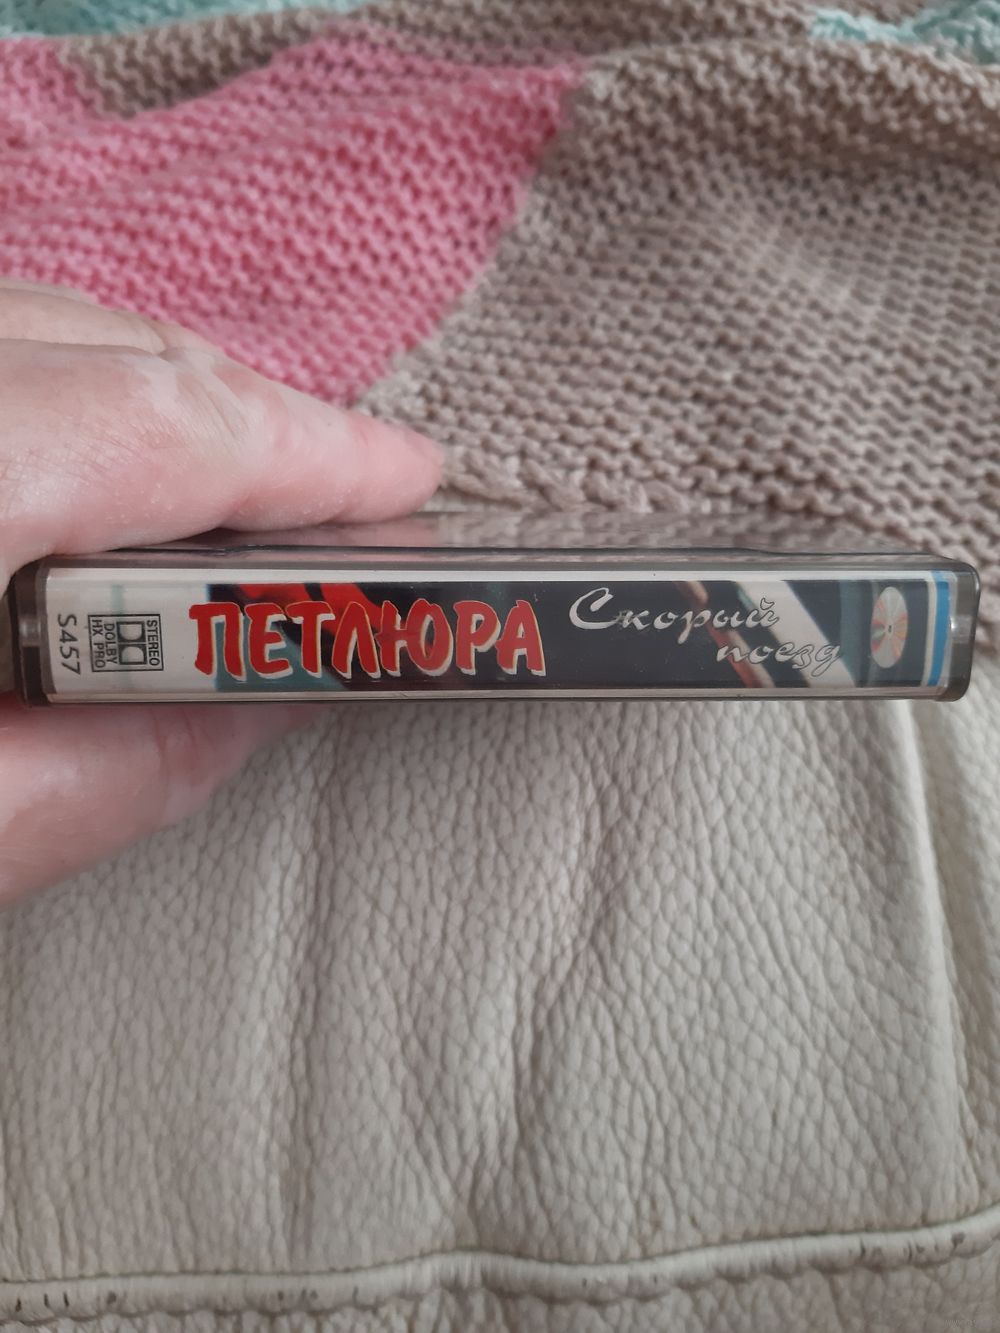 S457
STEREO
DOLBY
HX PRO
ПЕТЛЮРА
Скорый
поезд